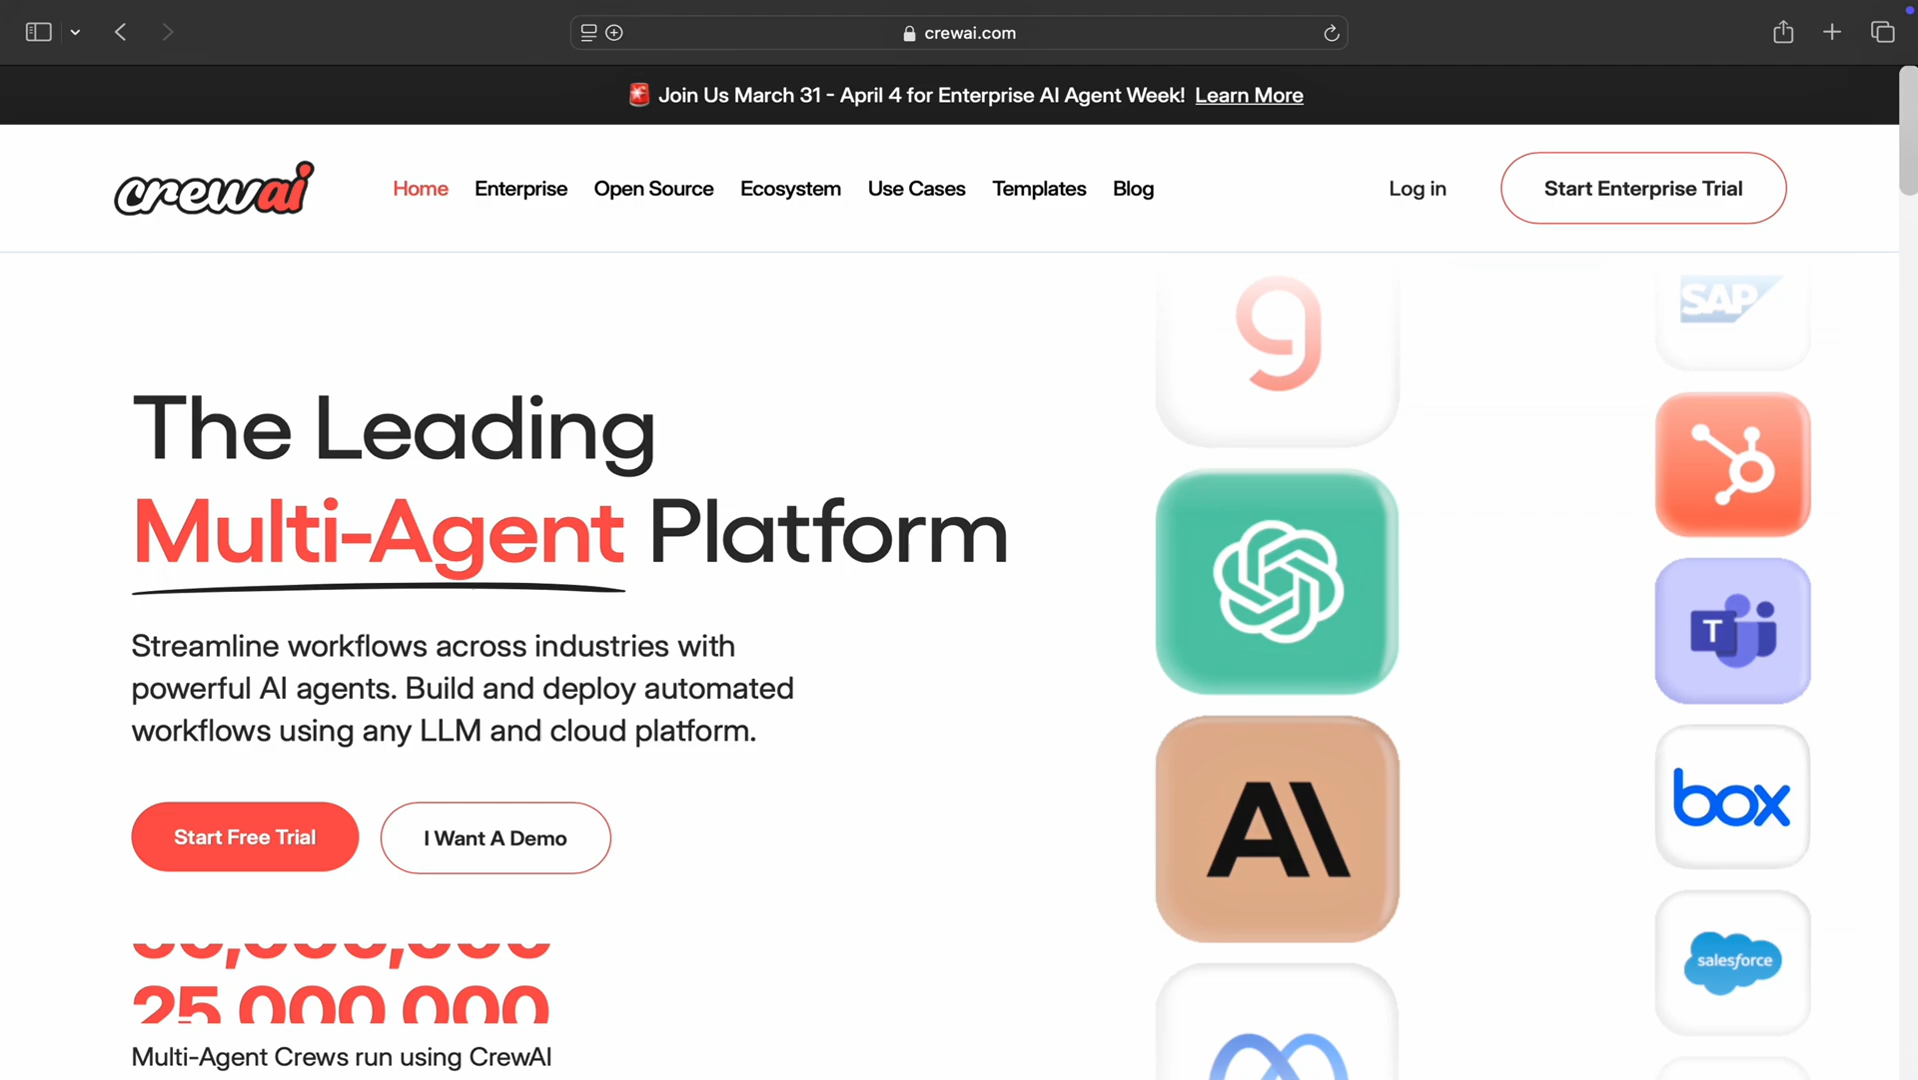 crewai.com
🚨 Join Us March 31 - April 4 for Enterprise AI Agent Week! Learn More
crewai
Home
Enterprise
Open Source
Ecosystem
Use Cases
Templates
Blog
Log in
Start Enterprise Trial
The Leading
Multi-Agent Platform
Streamline workflows across industries with
powerful AI agents. Build and deploy automated
workflows using any LLM and cloud platform.
Start Free Trial
I Want A Demo
25,000,000
Multi-Agent Crews run using CrewAI
g
SAP
AI
T
box
salesforce